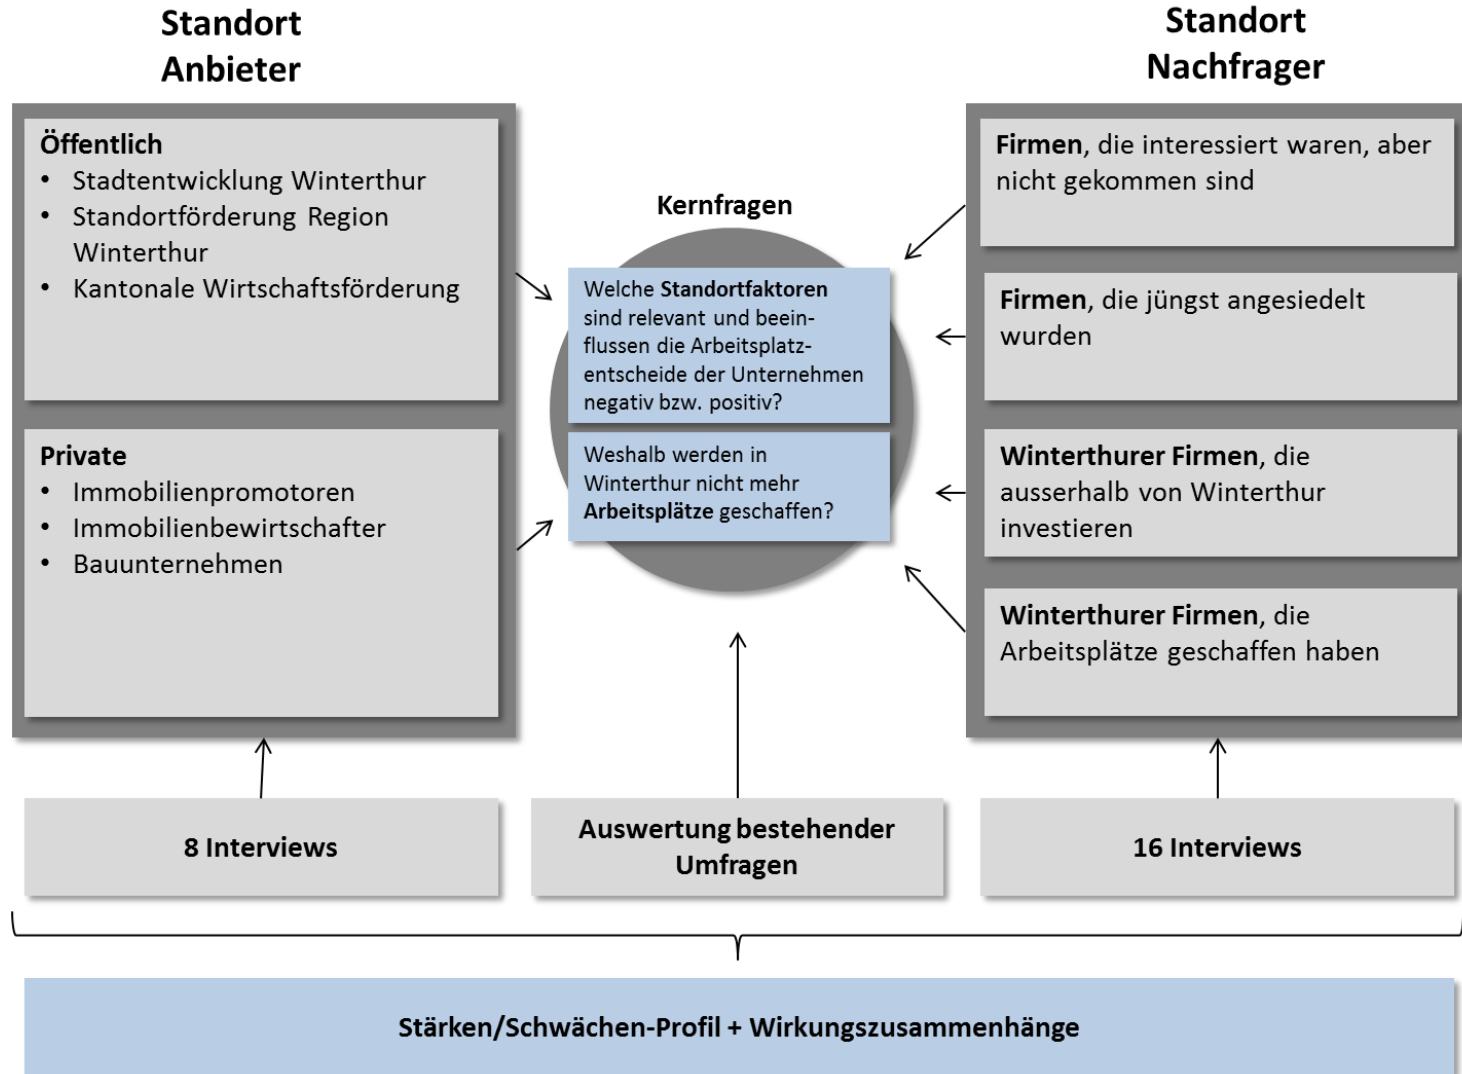 Standort
Anbieter
Öffentlich
• Stadtentwicklung Winterthur
• Standortförderung Region
Winterthur
• Kantonale Wirtschaftsförderung
Private
• Immobilienpromotoren
• Immobilienbewirtschafter
• Bauunternehmen
8 Interviews
Kernfragen
Welche Standortfaktoren
sind relevant und beein-
flussen die Arbeitsplatz-
entscheide der Unternehmen
negativ bzw. positiv?
Weshalb werden in
Winterthur nicht mehr
Arbeitsplätze geschaffen?
Auswertung bestehender
Umfragen
Standort
Nachfrager
Firmen, die interessiert waren, aber
nicht gekommen sind
Firmen, die jüngst angesiedelt
wurden
Winterthurer Firmen, die
ausserhalb von Winterthur
investieren
Winterthurer Firmen, die
Arbeitsplätze geschaffen haben
16 Interviews
Stärken/Schwächen-Profil + Wirkungszusammenhänge